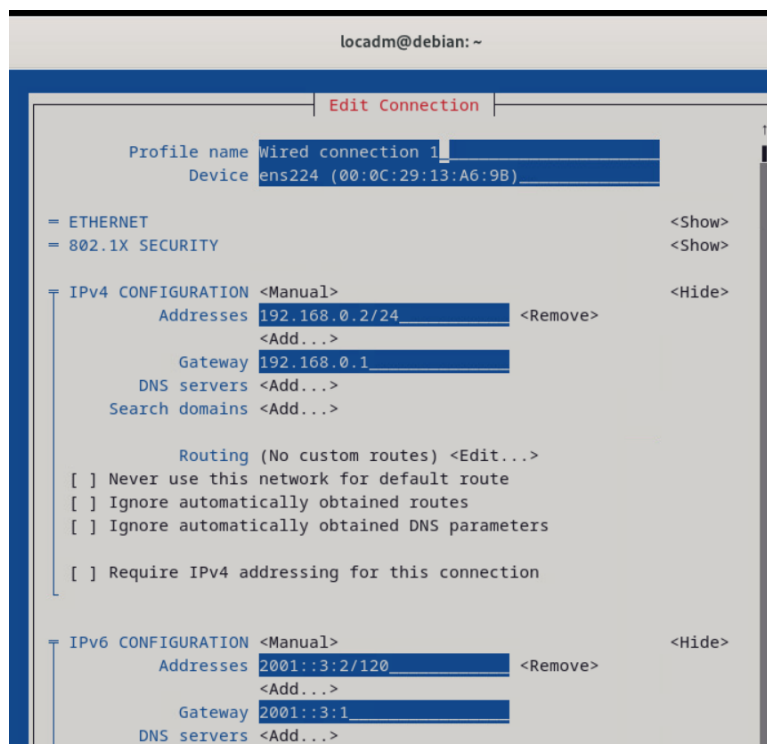 locadm@debian: ~
Edit Connection
Profile name Wired connection 1
Device ens224 (00:0C:29:13:A6:9B)
= ETHERNET <Show>
= 802.1X SECURITY <Show>
IPv4 CONFIGURATION <Manual> <Hide>
Addresses 192.168.0.2/24 <Remove>
<Add...>
Gateway 192.168.0.1
DNS servers <Add...>
Search domains <Add...>
Routing (No custom routes) <Edit...>
[ ] Never use this network for default route
[ ] Ignore automatically obtained routes
[ ] Ignore automatically obtained DNS parameters
[ ] Require IPv4 addressing for this connection
IPv6 CONFIGURATION <Manual> <Hide>
Addresses 2001::3:2/120 <Remove>
<Add...>
Gateway 2001::3:1
DNS servers <Add...>